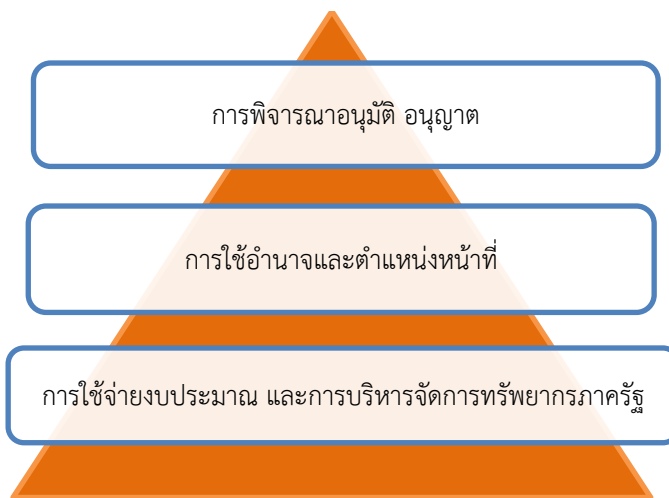 การพิจารณาอนุมัติ อนุญาต
การใช้อำนาจและตำแหน่งหน้าที่
การใช้จ่ายงบประมาณ และการบริหารจัดการทรัพยากรภาครัฐ